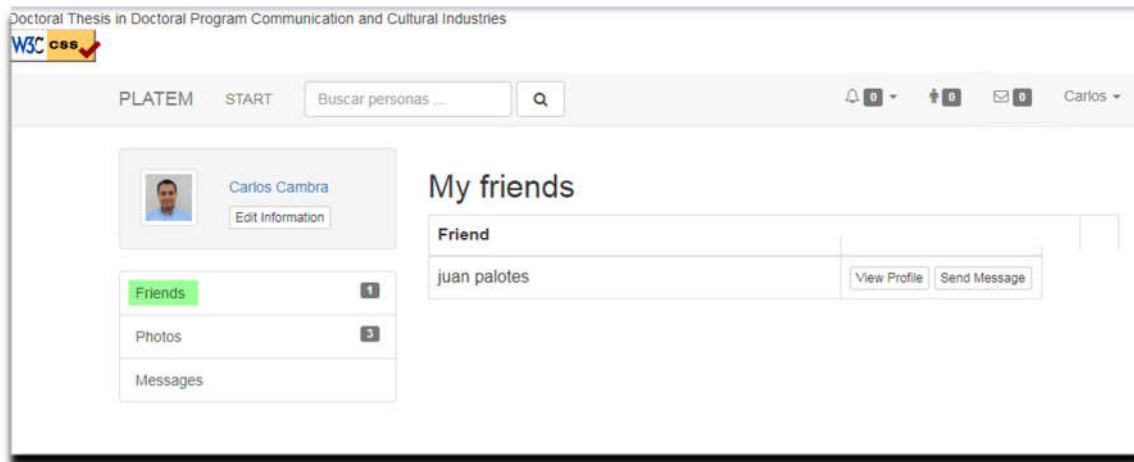 Doctoral Thesis in Doctoral Program Communication and Cultural Industries
W3C css
PLATEM START Buscar personas ... 0 0 0 Carlos
Carlos Cambra
Edit Information
My friends
Friend
juan palotes View Profile Send Message
Friends 1
Photos 3
Messages